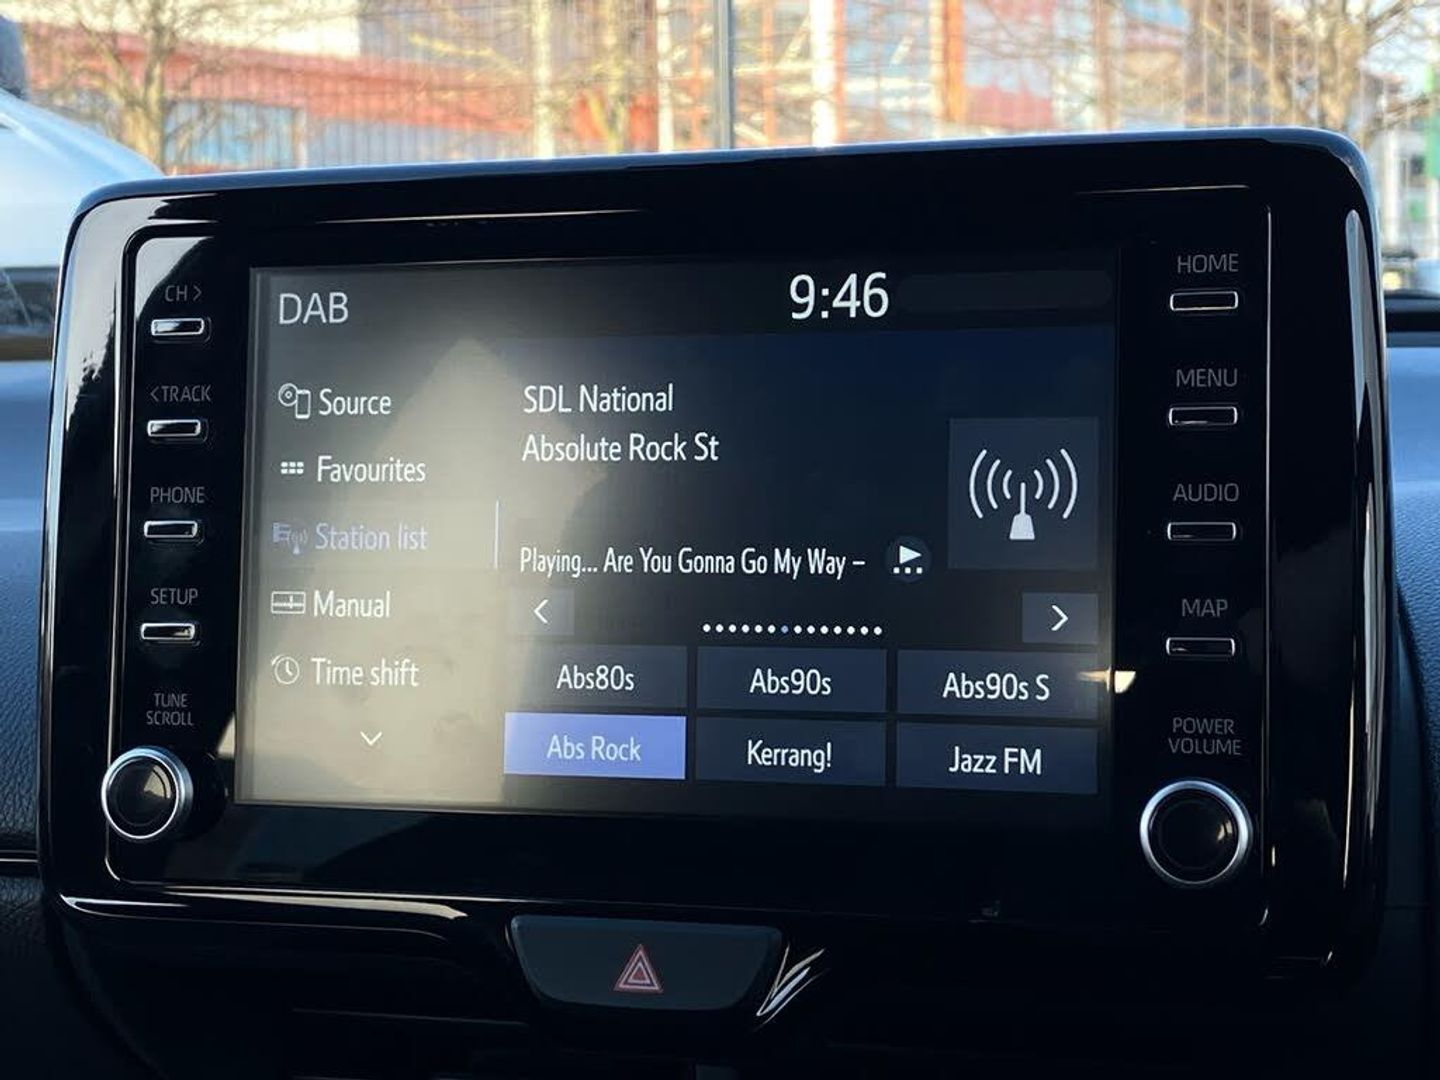 DAB
9:46
CH >
< TRACK
PHONE
SETUP
TUNE
SCROLL
Source
Favourites
Station list
Manual
Time shift
SDL National
Absolute Rock St
Playing... Are You Gonna Go My Way –
Abs80s
Abs90s
Abs90s S
Abs Rock
Kerrang!
Jazz FM
HOME
MENU
AUDIO
MAP
POWER
VOLUME